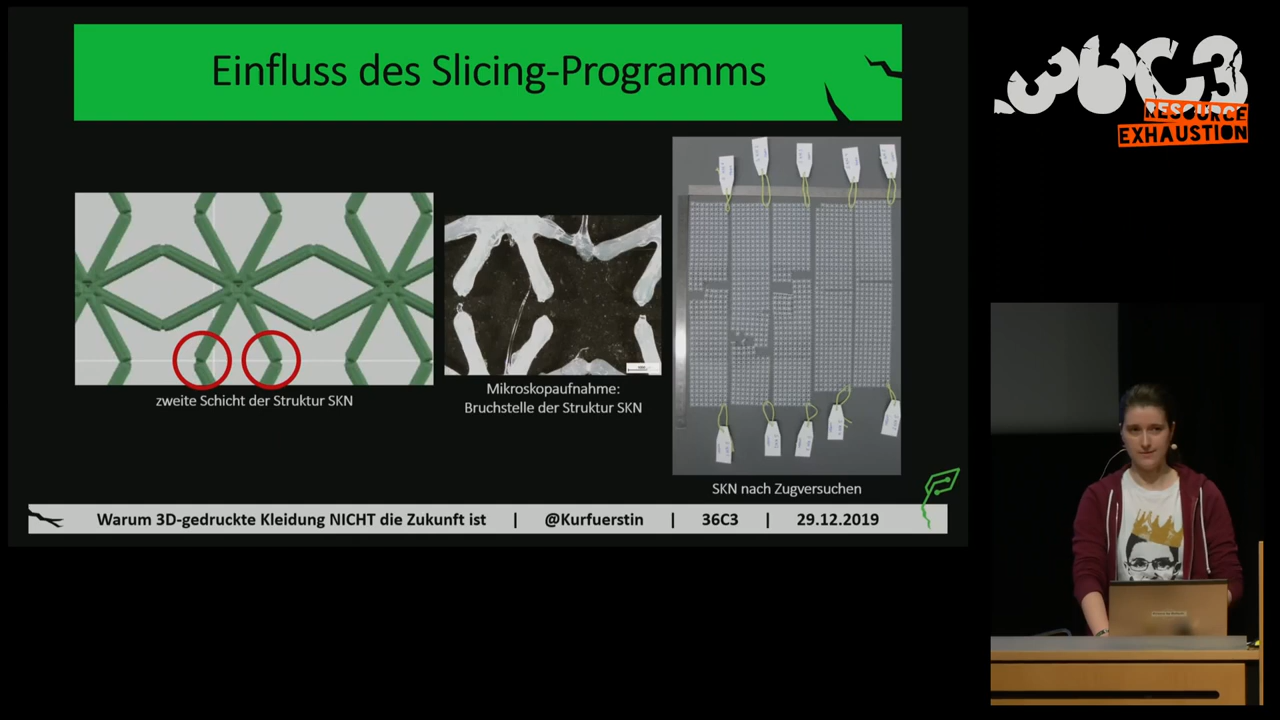 Einfluss des Slicing-Programms
36C3
RESOURCE
EXHAUSTION
zweite Schicht der Struktur SKN
Mikroskopaufnahme:
Bruchstelle der Struktur SKN
SKN nach Zugversuchen
Warum 3D-gedruckte Kleidung NICHT die Zukunft ist | @Kurfuerstin | 36C3 | 29.12.2019